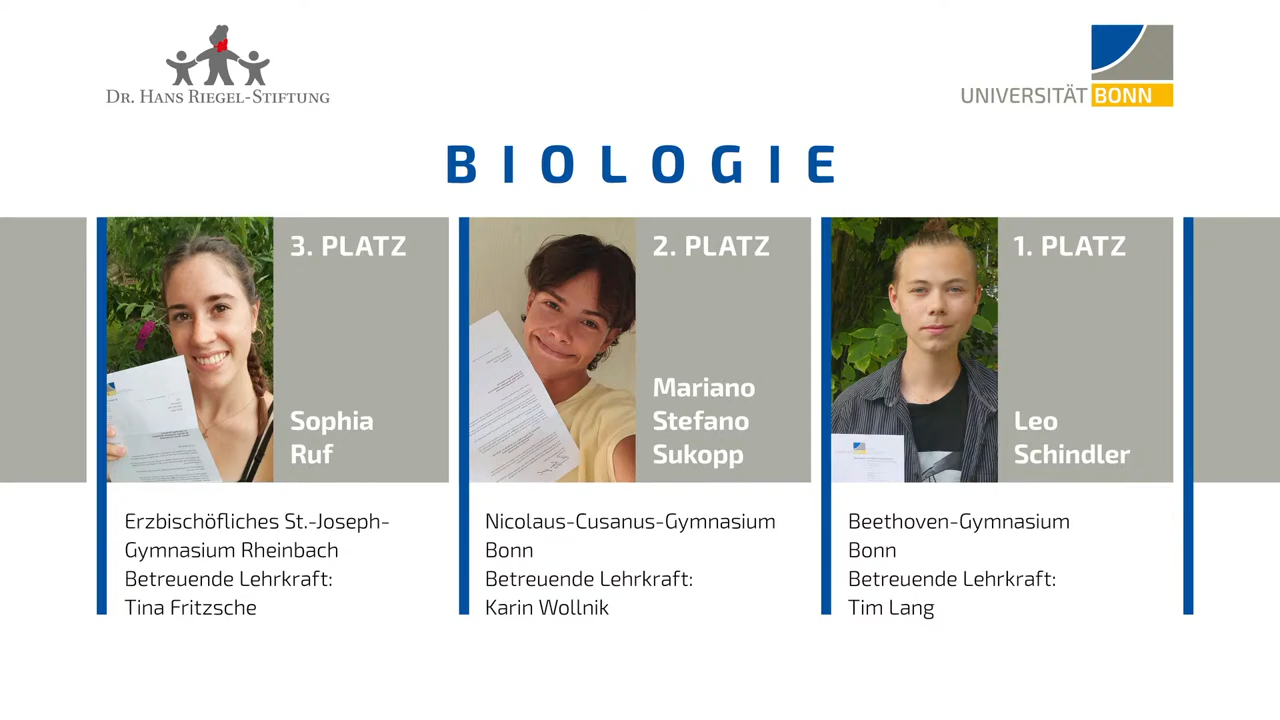 DR. HANS RIEGEL-STIFTUNG
UNIVERSITÄT BONN
BIOLOGIE
3. PLATZ
Sophia
Ruf
Erzbischöfliches St.-Joseph-
Gymnasium Rheinbach
Betreuende Lehrkraft:
Tina Fritzsche
2. PLATZ
Mariano
Stefano
Sukopp
Nicolaus-Cusanus-Gymnasium
Bonn
Betreuende Lehrkraft:
Karin Wollnik
1. PLATZ
Leo
Schindler
Beethoven-Gymnasium
Bonn
Betreuende Lehrkraft:
Tim Lang